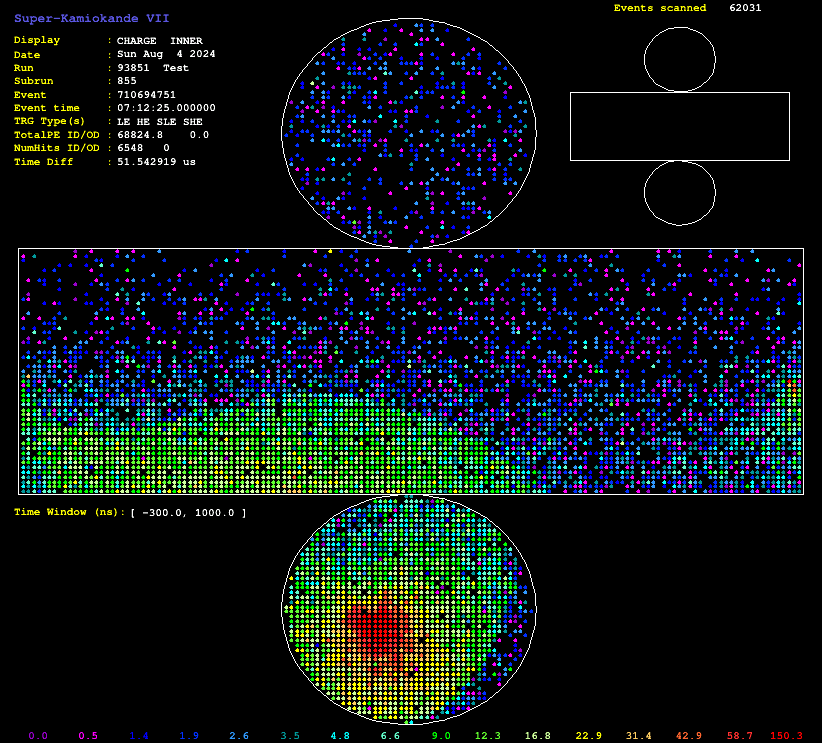 Super-Kamiokande VII
Events scanned 62031
Display : CHARGE INNER
Date : Sun Aug 4 2024
Run : 93851 Test
Subrun : 855
Event : 710694751
Event time : 07:12:25.000000
TRG Type(s) : LE HE SLE SHE
TotalPE ID/OD : 68824.8 0.0
NumHits ID/OD : 6548 0
Time Diff : 51.542919 us
Time Window (ns): [ -300.0, 1000.0 ]
0.0 0.5 1.4 1.9 2.6 3.5 4.8 6.6 9.0 12.3 16.8 22.9 31.4 42.9 58.7 150.3